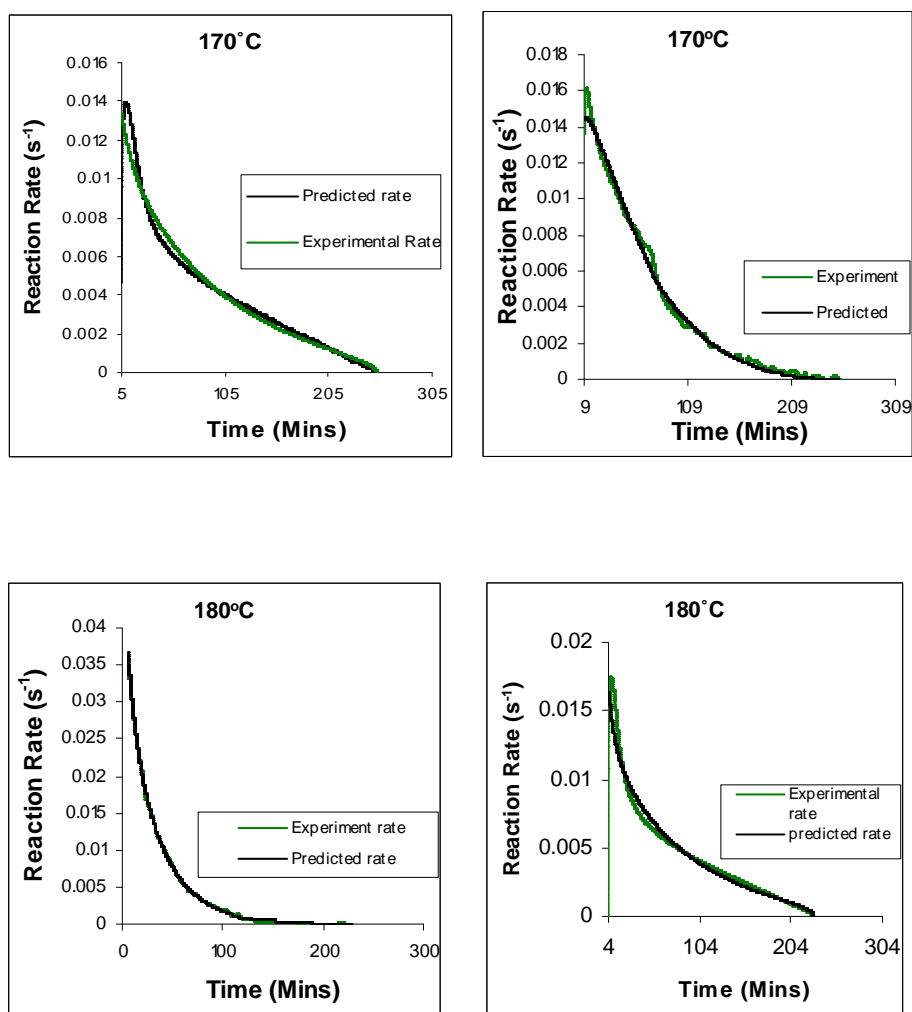 170˚C
Reaction Rate (s-1)
0.016
0.014
0.012
0.01
0.008
0.006
0.004
0.002
0
5
105
205
305
Time (Mins)
Predicted rate
Experimental Rate
170ºC
Reaction Rate (s-1)
0.018
0.016
0.014
0.012
0.01
0.008
0.006
0.004
0.002
0
9
109
209
309
Time (Mins)
Experiment
Predicted
180ºC
Reaction Rate (s-1)
0.04
0.035
0.03
0.025
0.02
0.015
0.01
0.005
0
0
100
200
300
Time (Mins)
Experiment rate
Predicted rate
180˚C
Reaction Rate (s-1)
0.02
0.015
0.01
0.005
0
4
104
204
304
Time (Mins)
Experimental
rate
predicted rate